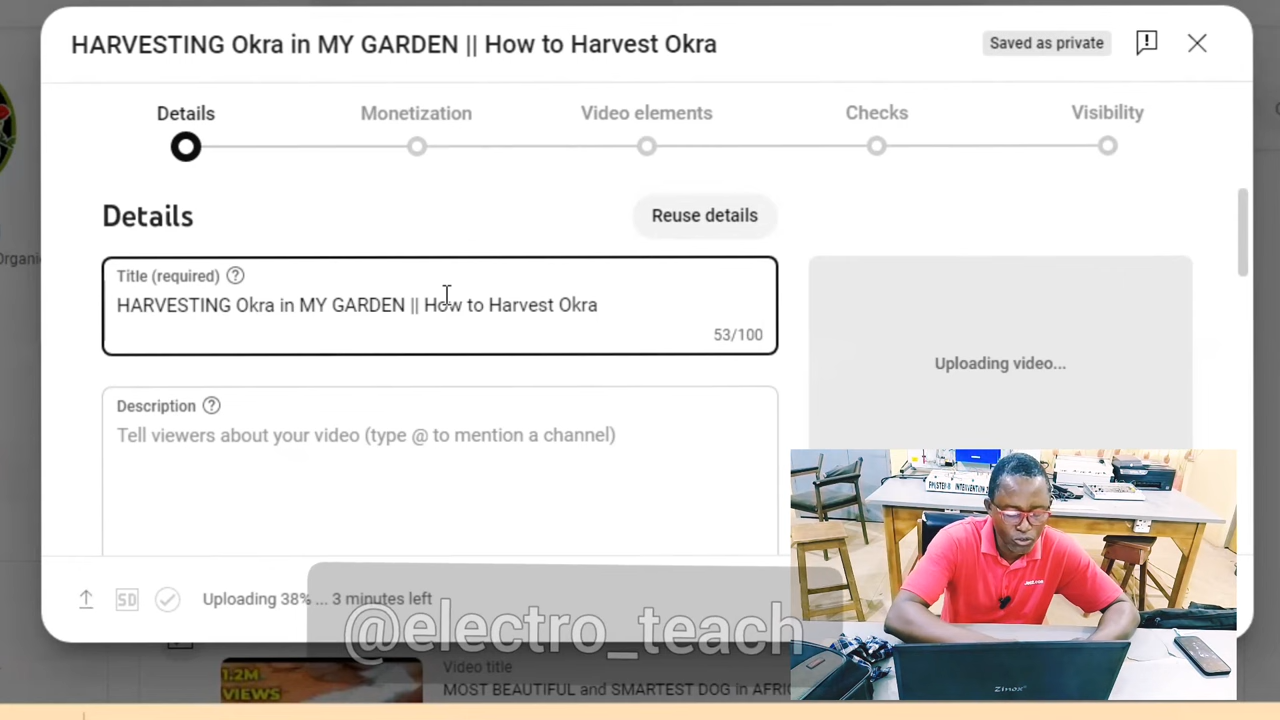 HARVESTING Okra in MY GARDEN || How to Harvest Okra
Saved as private
Details
Monetization
Video elements
Checks
Visibility
Details
Reuse details
Title (required)
HARVESTING Okra in MY GARDEN || How to Harvest Okra
53/100
Uploading video...
Description
Tell viewers about your video (type @ to mention a channel)
SD
Uploading 38% ... 3 minutes left
@electro_teach
1.2M
VIEWS
Video title
MOST BEAUTIFUL and SMARTEST DOG in AFRI
Organi
zinox